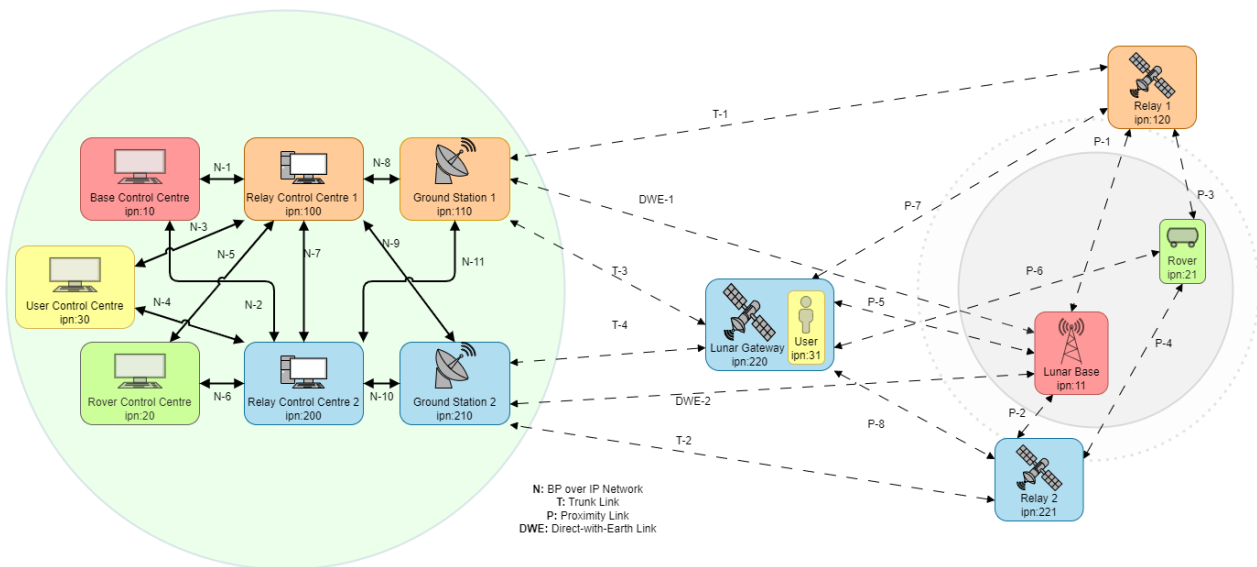 Relay 1
ipn:120
T-1
P-1
Base Control Centre
ipn:10
N-1
Relay Control Centre 1
ipn:100
N-8
Ground Station 1
ipn:110
DWE-1
P-7
P-3
N-3
N-5
N-7
N-9
N-11
Rover
ipn:21
User Control Centre
ipn:30
N-4
N-2
T-3
T-4
P-6
P-5
Lunar Gateway
ipn:220
User
ipn:31
P-4
Lunar Base
ipn:11
Rover Control Centre
ipn:20
N-6
Relay Control Centre 2
ipn:200
N-10
Ground Station 2
ipn:210
DWE-2
P-2
P-8
T-2
Relay 2
ipn:221
N: BP over IP Network
T: Trunk Link
P: Proximity Link
DWE: Direct-with-Earth Link